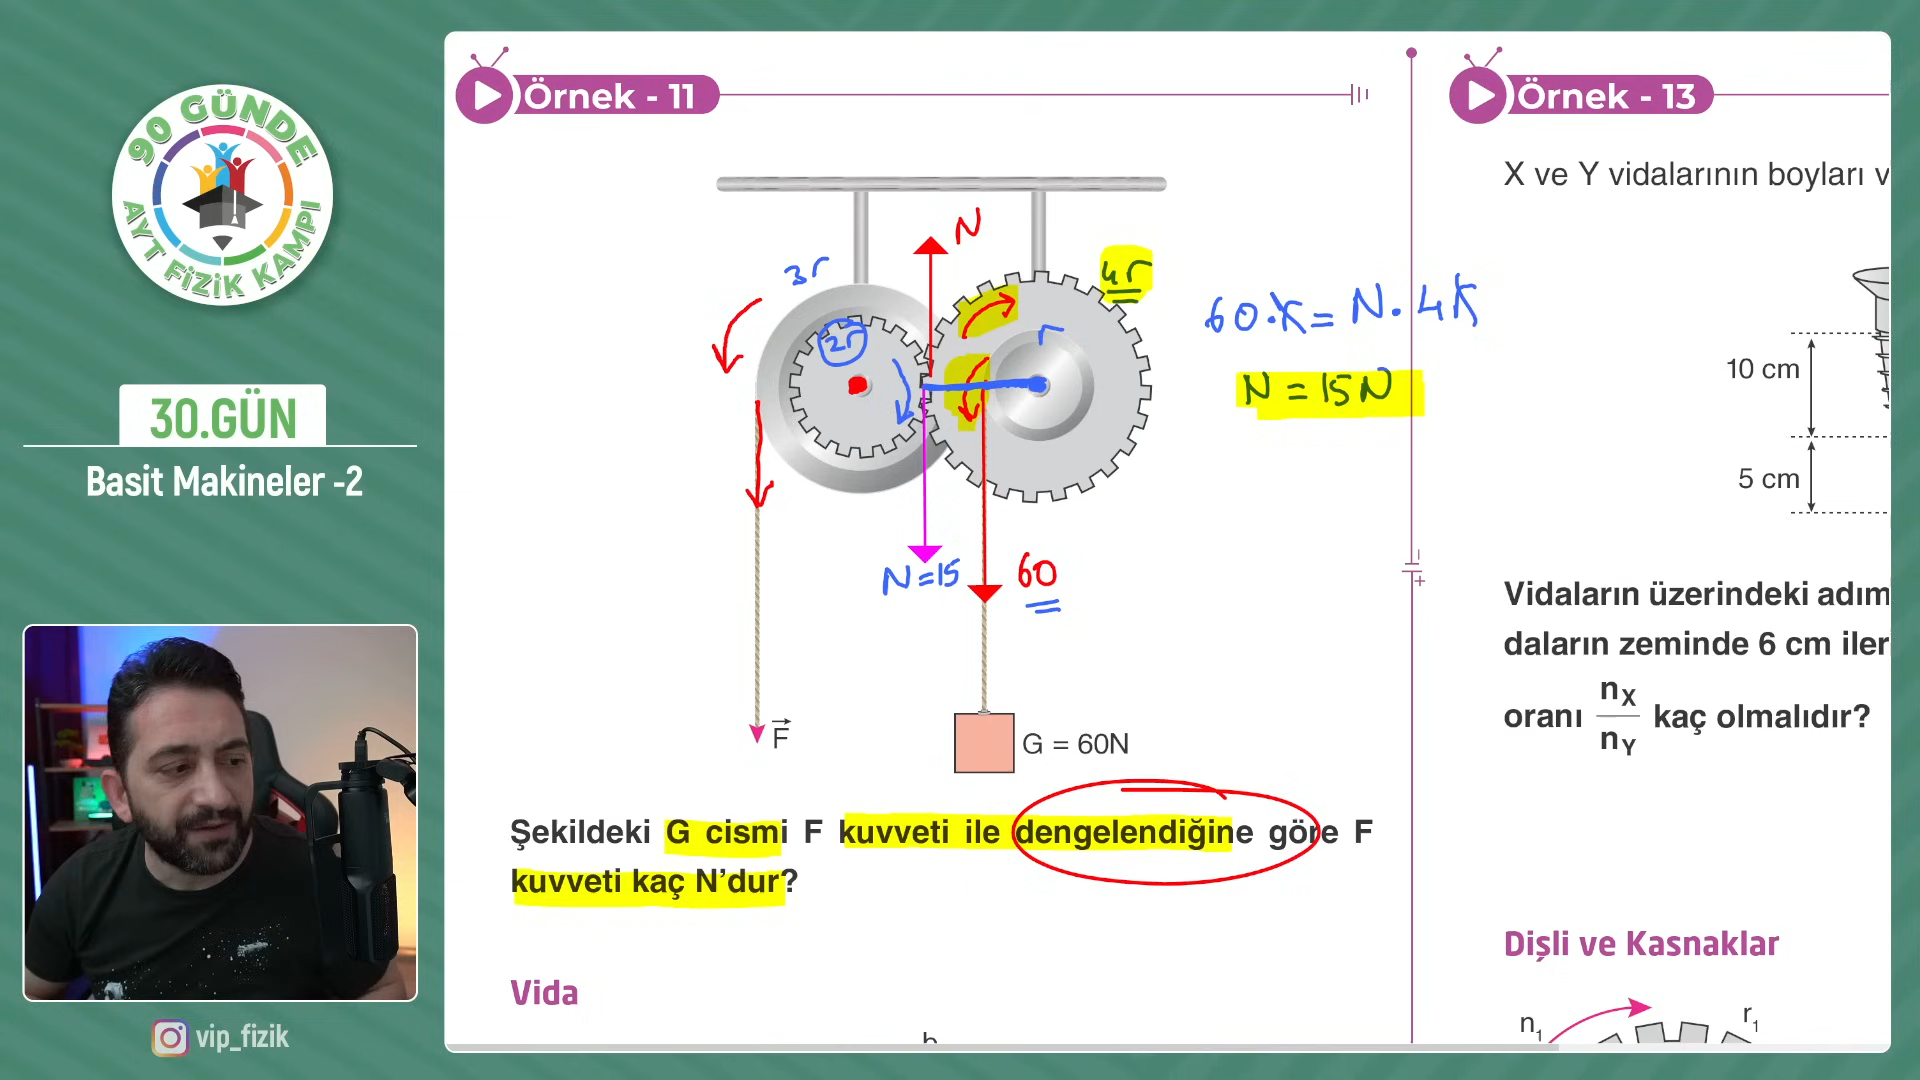 90 GÜNDE
AYT FİZİK KAMPI
30.GÜN
Basit Makineler -2
vip_fizik
Örnek - 11
N
3r
4r
2r
r
60.r = N.4r
N = 15N
N=15
60
F
G = 60N
Şekildeki G cismi F kuvveti ile dengelendiğine göre F
kuvveti kaç N’dur?
Vida
Örnek - 13
X ve Y vidalarının boyları v
10 cm
5 cm
Vidaların üzerindeki adım
daların zeminde 6 cm iler
oranı nX/nY kaç olmalıdır?
Dişli ve Kasnaklar
n1
r1